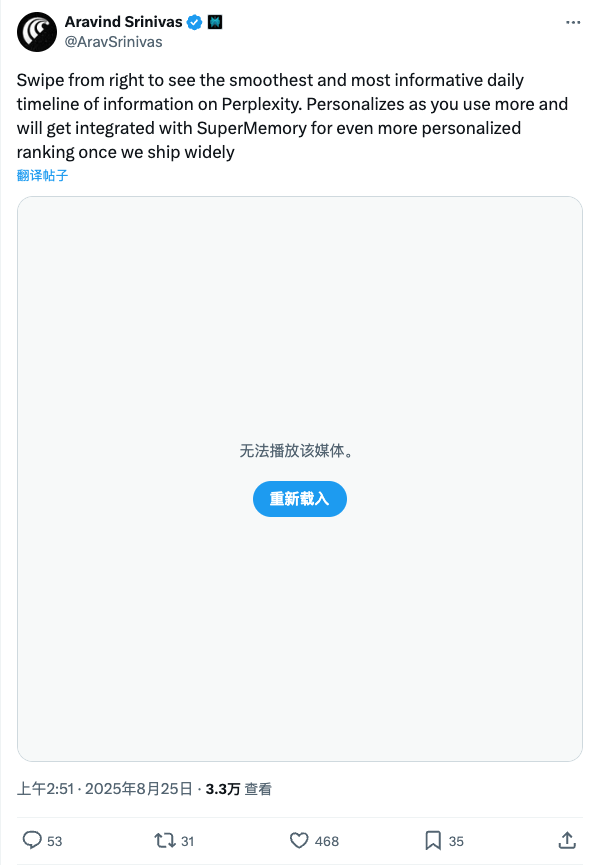 Aravind Srinivas
@AravSrinivas
Swipe from right to see the smoothest and most informative daily
timeline of information on Perplexity. Personalizes as you use more and
will get integrated with SuperMemory for even more personalized
ranking once we ship widely
翻译帖子
无法播放该媒体。
重新载入
上午2:51 · 2025年8月25日 · 3.3万 查看
53 31 468 35